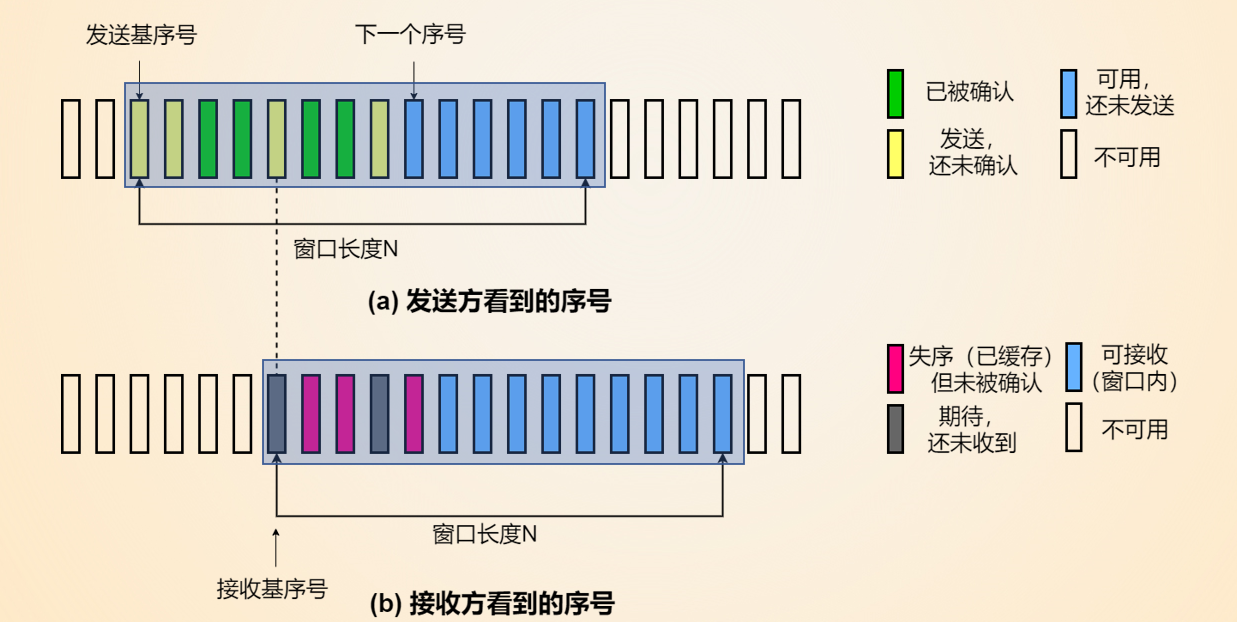 发送基序号
下一个序号
已被确认
可用，
还未发送
发送，
还未确认
不可用
窗口长度N
(a) 发送方看到的序号
失序（已缓存）
但未被确认
可接收
（窗口内）
期待，
还未收到
不可用
窗口长度N
接收基序号
(b) 接收方看到的序号